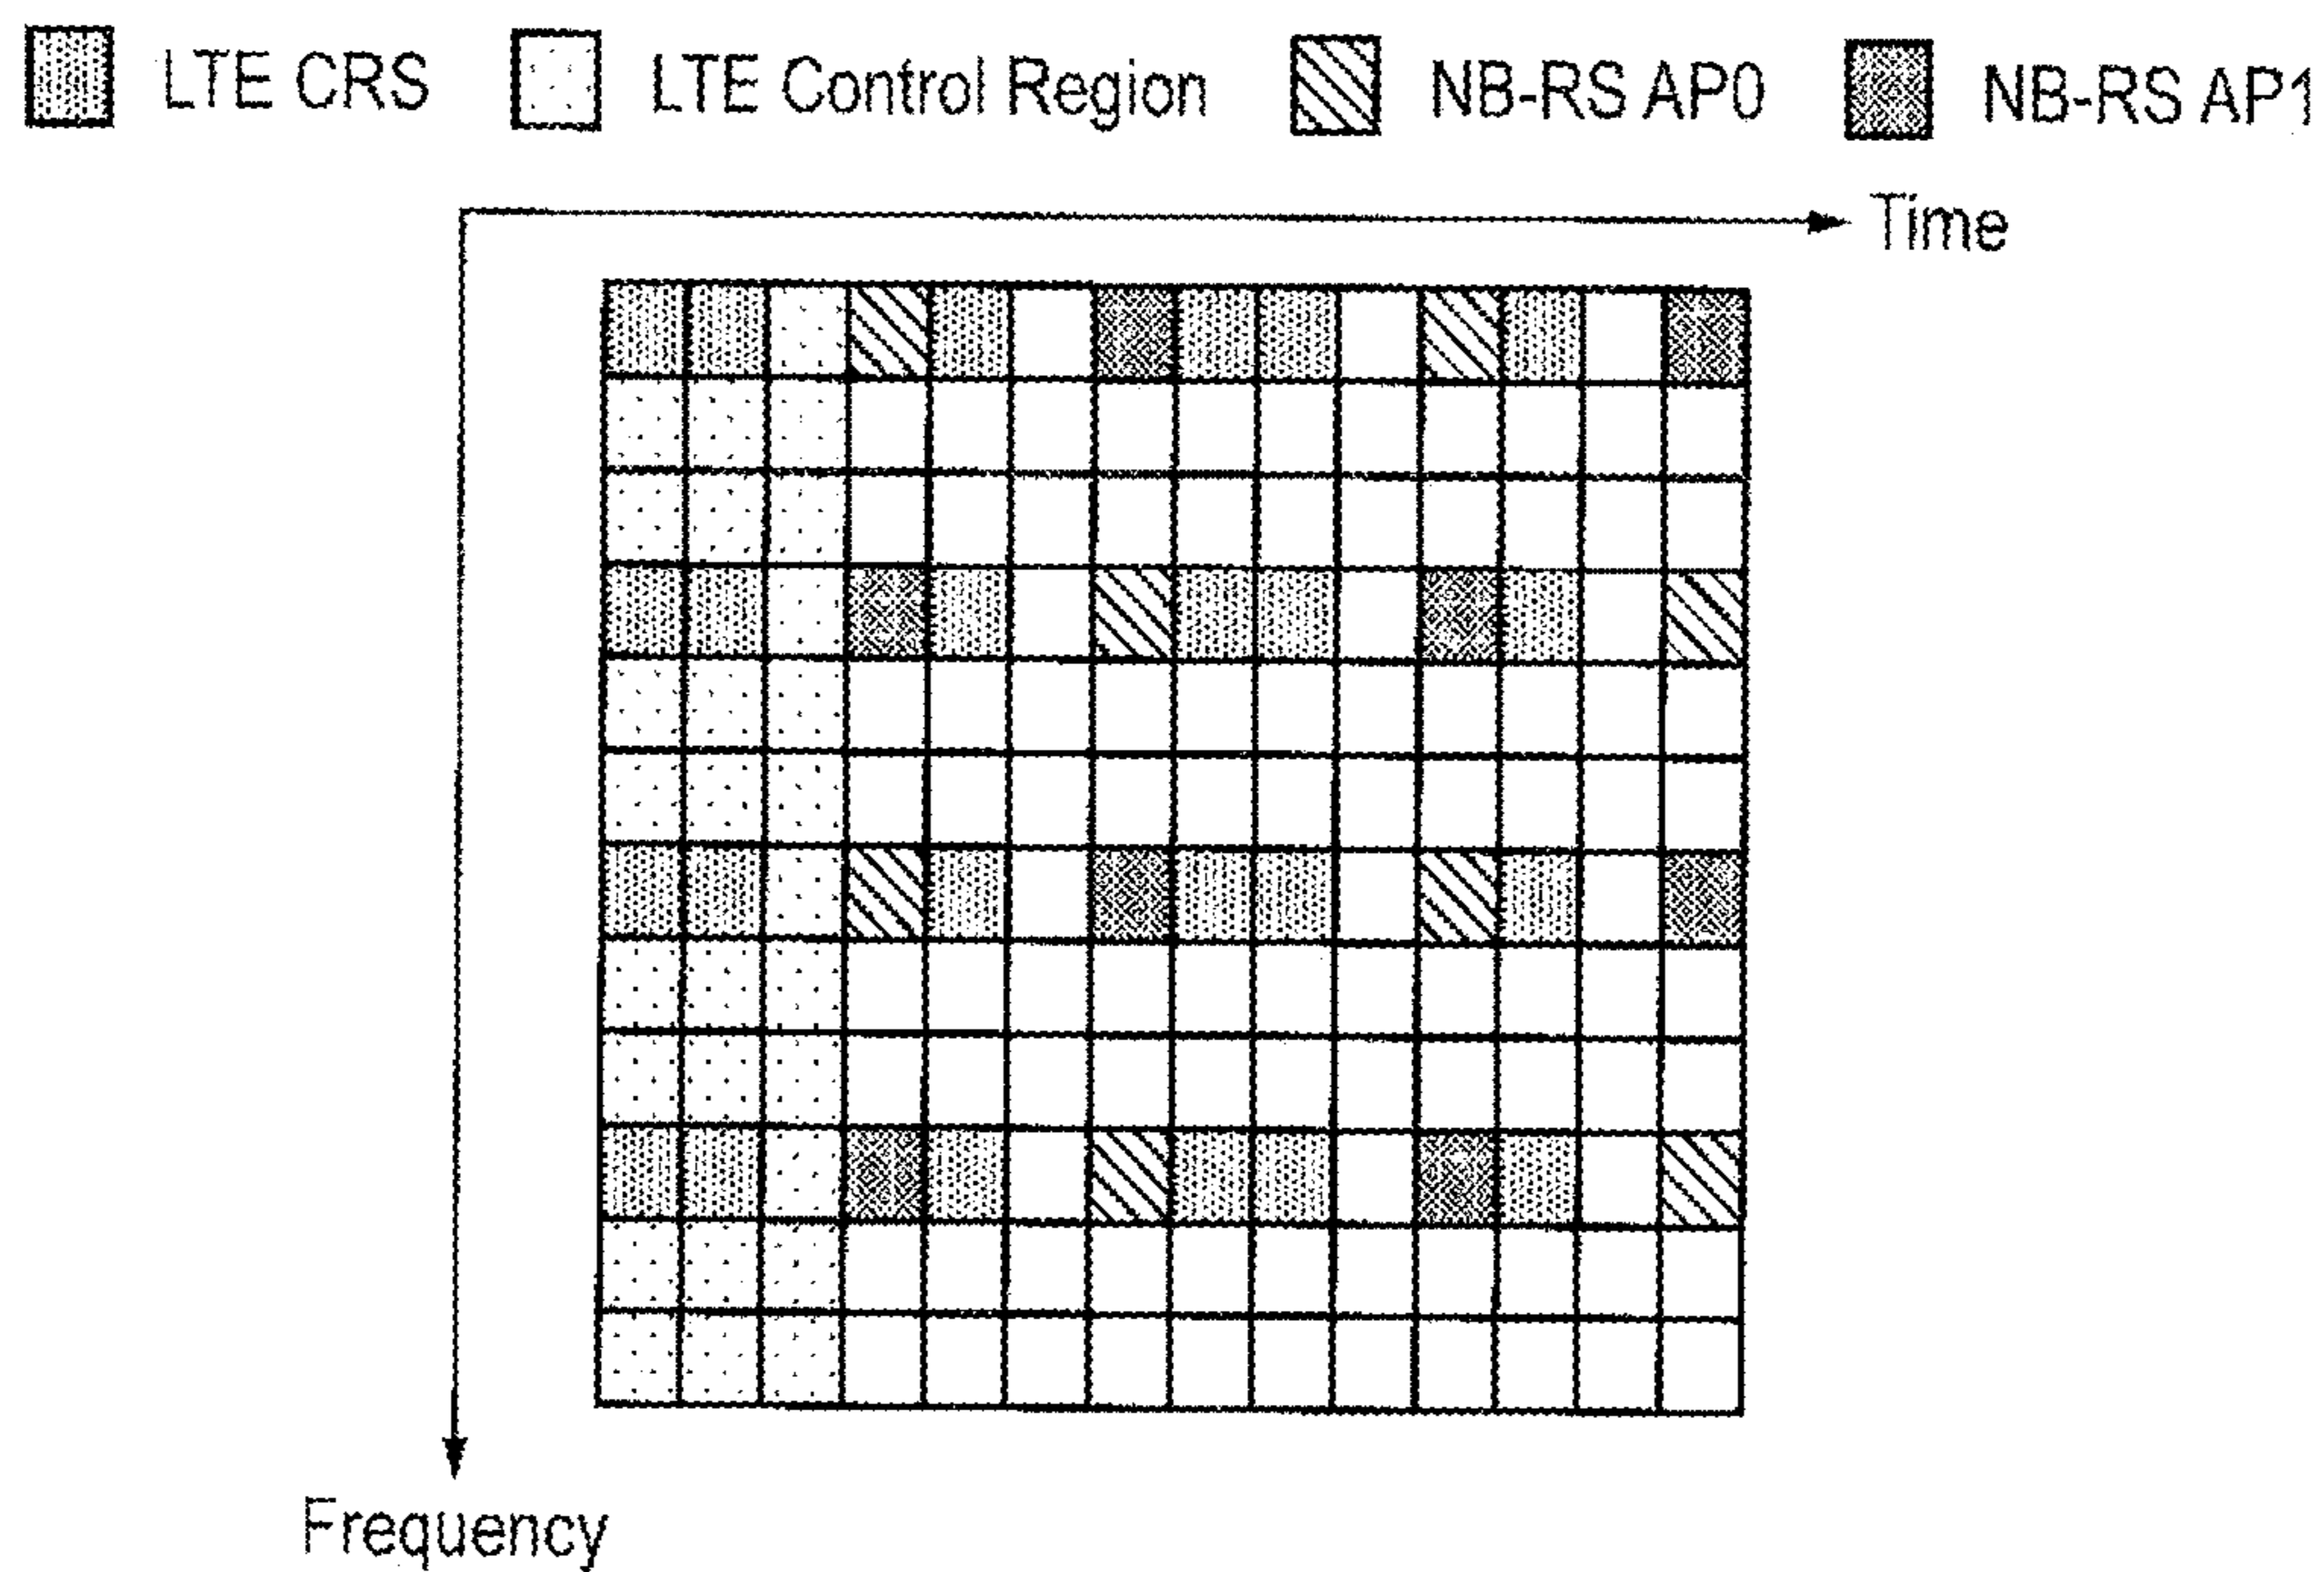 LTE CRS LTE Control Region NB-RS AP0 NB-RS AP1
Time
Frequency